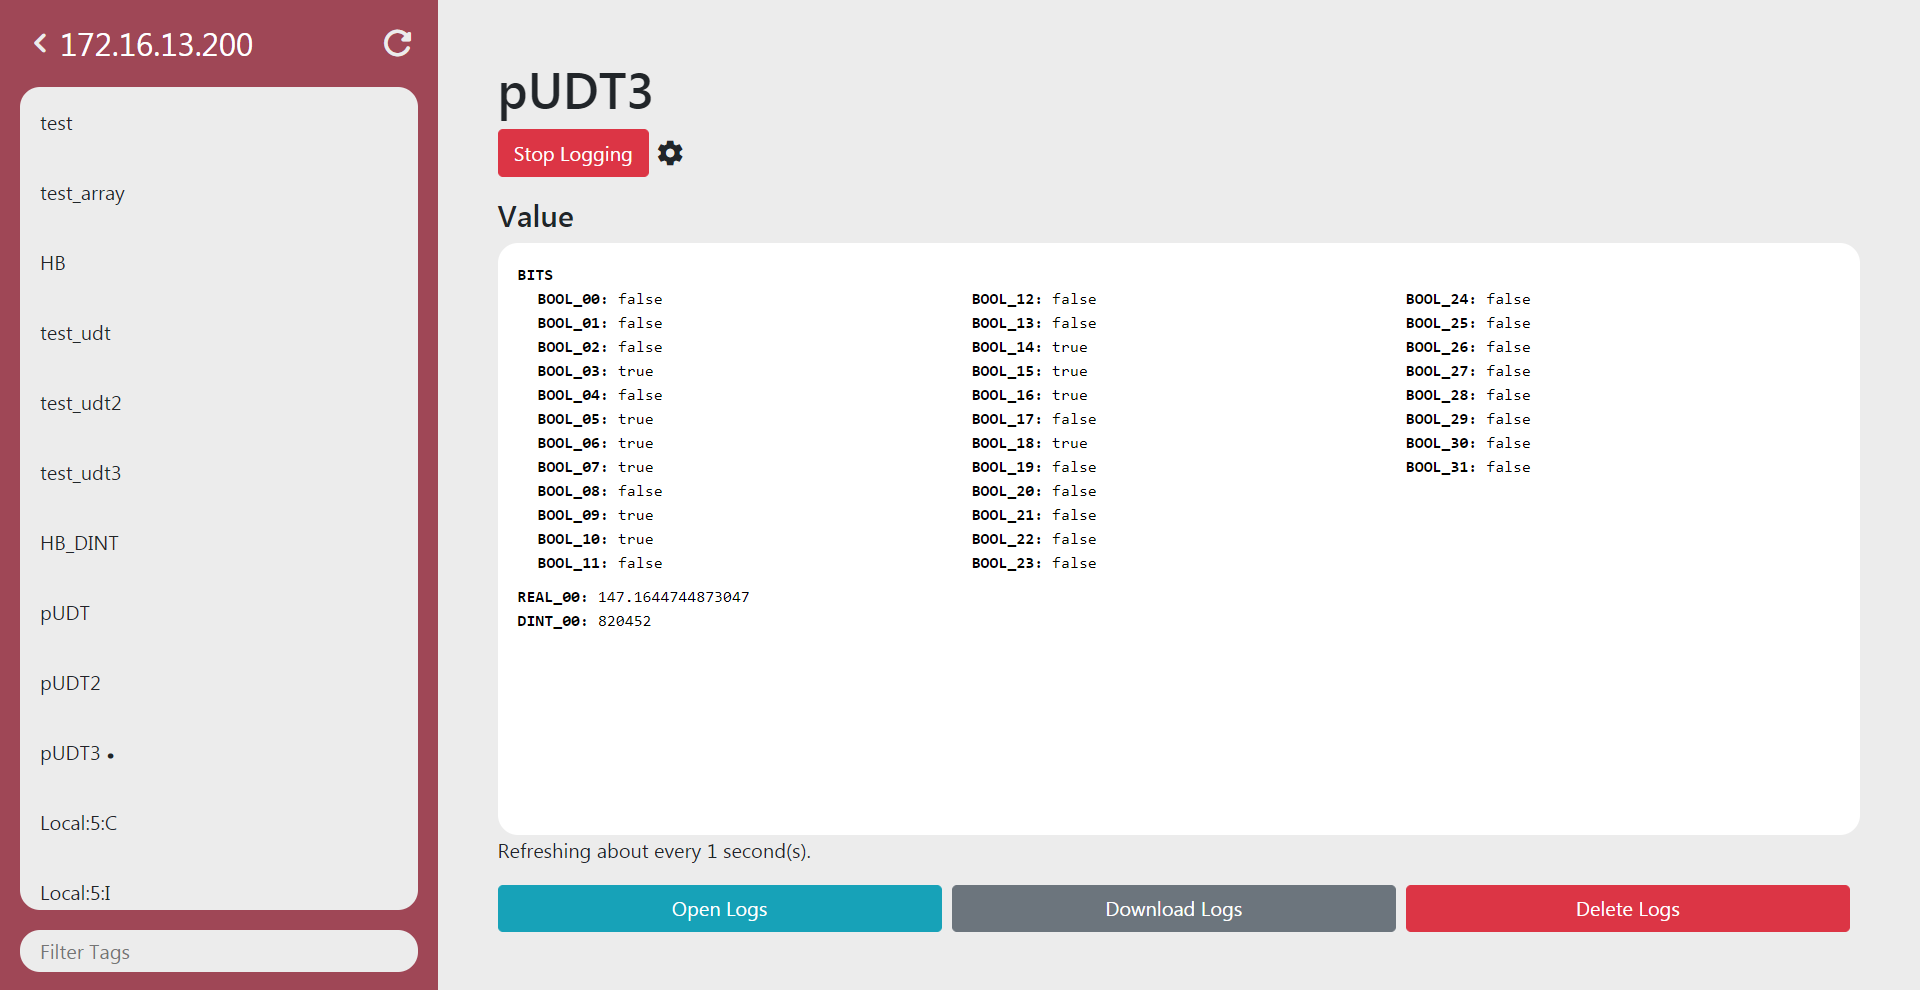 172.16.13.200
test
test_array
HB
test_udt
test_udt2
test_udt3
HB_DINT
pUDT
pUDT2
pUDT3 •
Local:5:C
Local:5:I
Filter Tags
pUDT3
Stop Logging
Value
BITS
BOOL_00: false
BOOL_01: false
BOOL_02: false
BOOL_03: true
BOOL_04: false
BOOL_05: true
BOOL_06: true
BOOL_07: true
BOOL_08: false
BOOL_09: true
BOOL_10: true
BOOL_11: false
BOOL_12: false
BOOL_13: false
BOOL_14: true
BOOL_15: true
BOOL_16: true
BOOL_17: false
BOOL_18: true
BOOL_19: false
BOOL_20: false
BOOL_21: false
BOOL_22: false
BOOL_23: false
BOOL_24: false
BOOL_25: false
BOOL_26: false
BOOL_27: false
BOOL_28: false
BOOL_29: false
BOOL_30: false
BOOL_31: false
REAL_00: 147.1644744873047
DINT_00: 820452
Refreshing about every 1 second(s).
Open Logs
Download Logs
Delete Logs